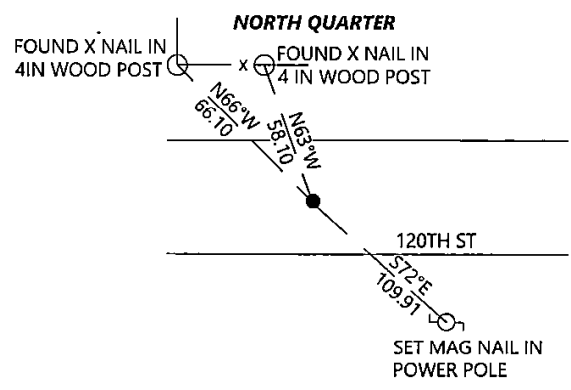 NORTH QUARTER
FOUND X NAIL IN
4IN WOOD POST
X
FOUND X NAIL IN
4 IN WOOD POST
N66°W
66.10
N63°W
58.10
120TH ST
S72°E
109.91
SET MAG NAIL IN
POWER POLE